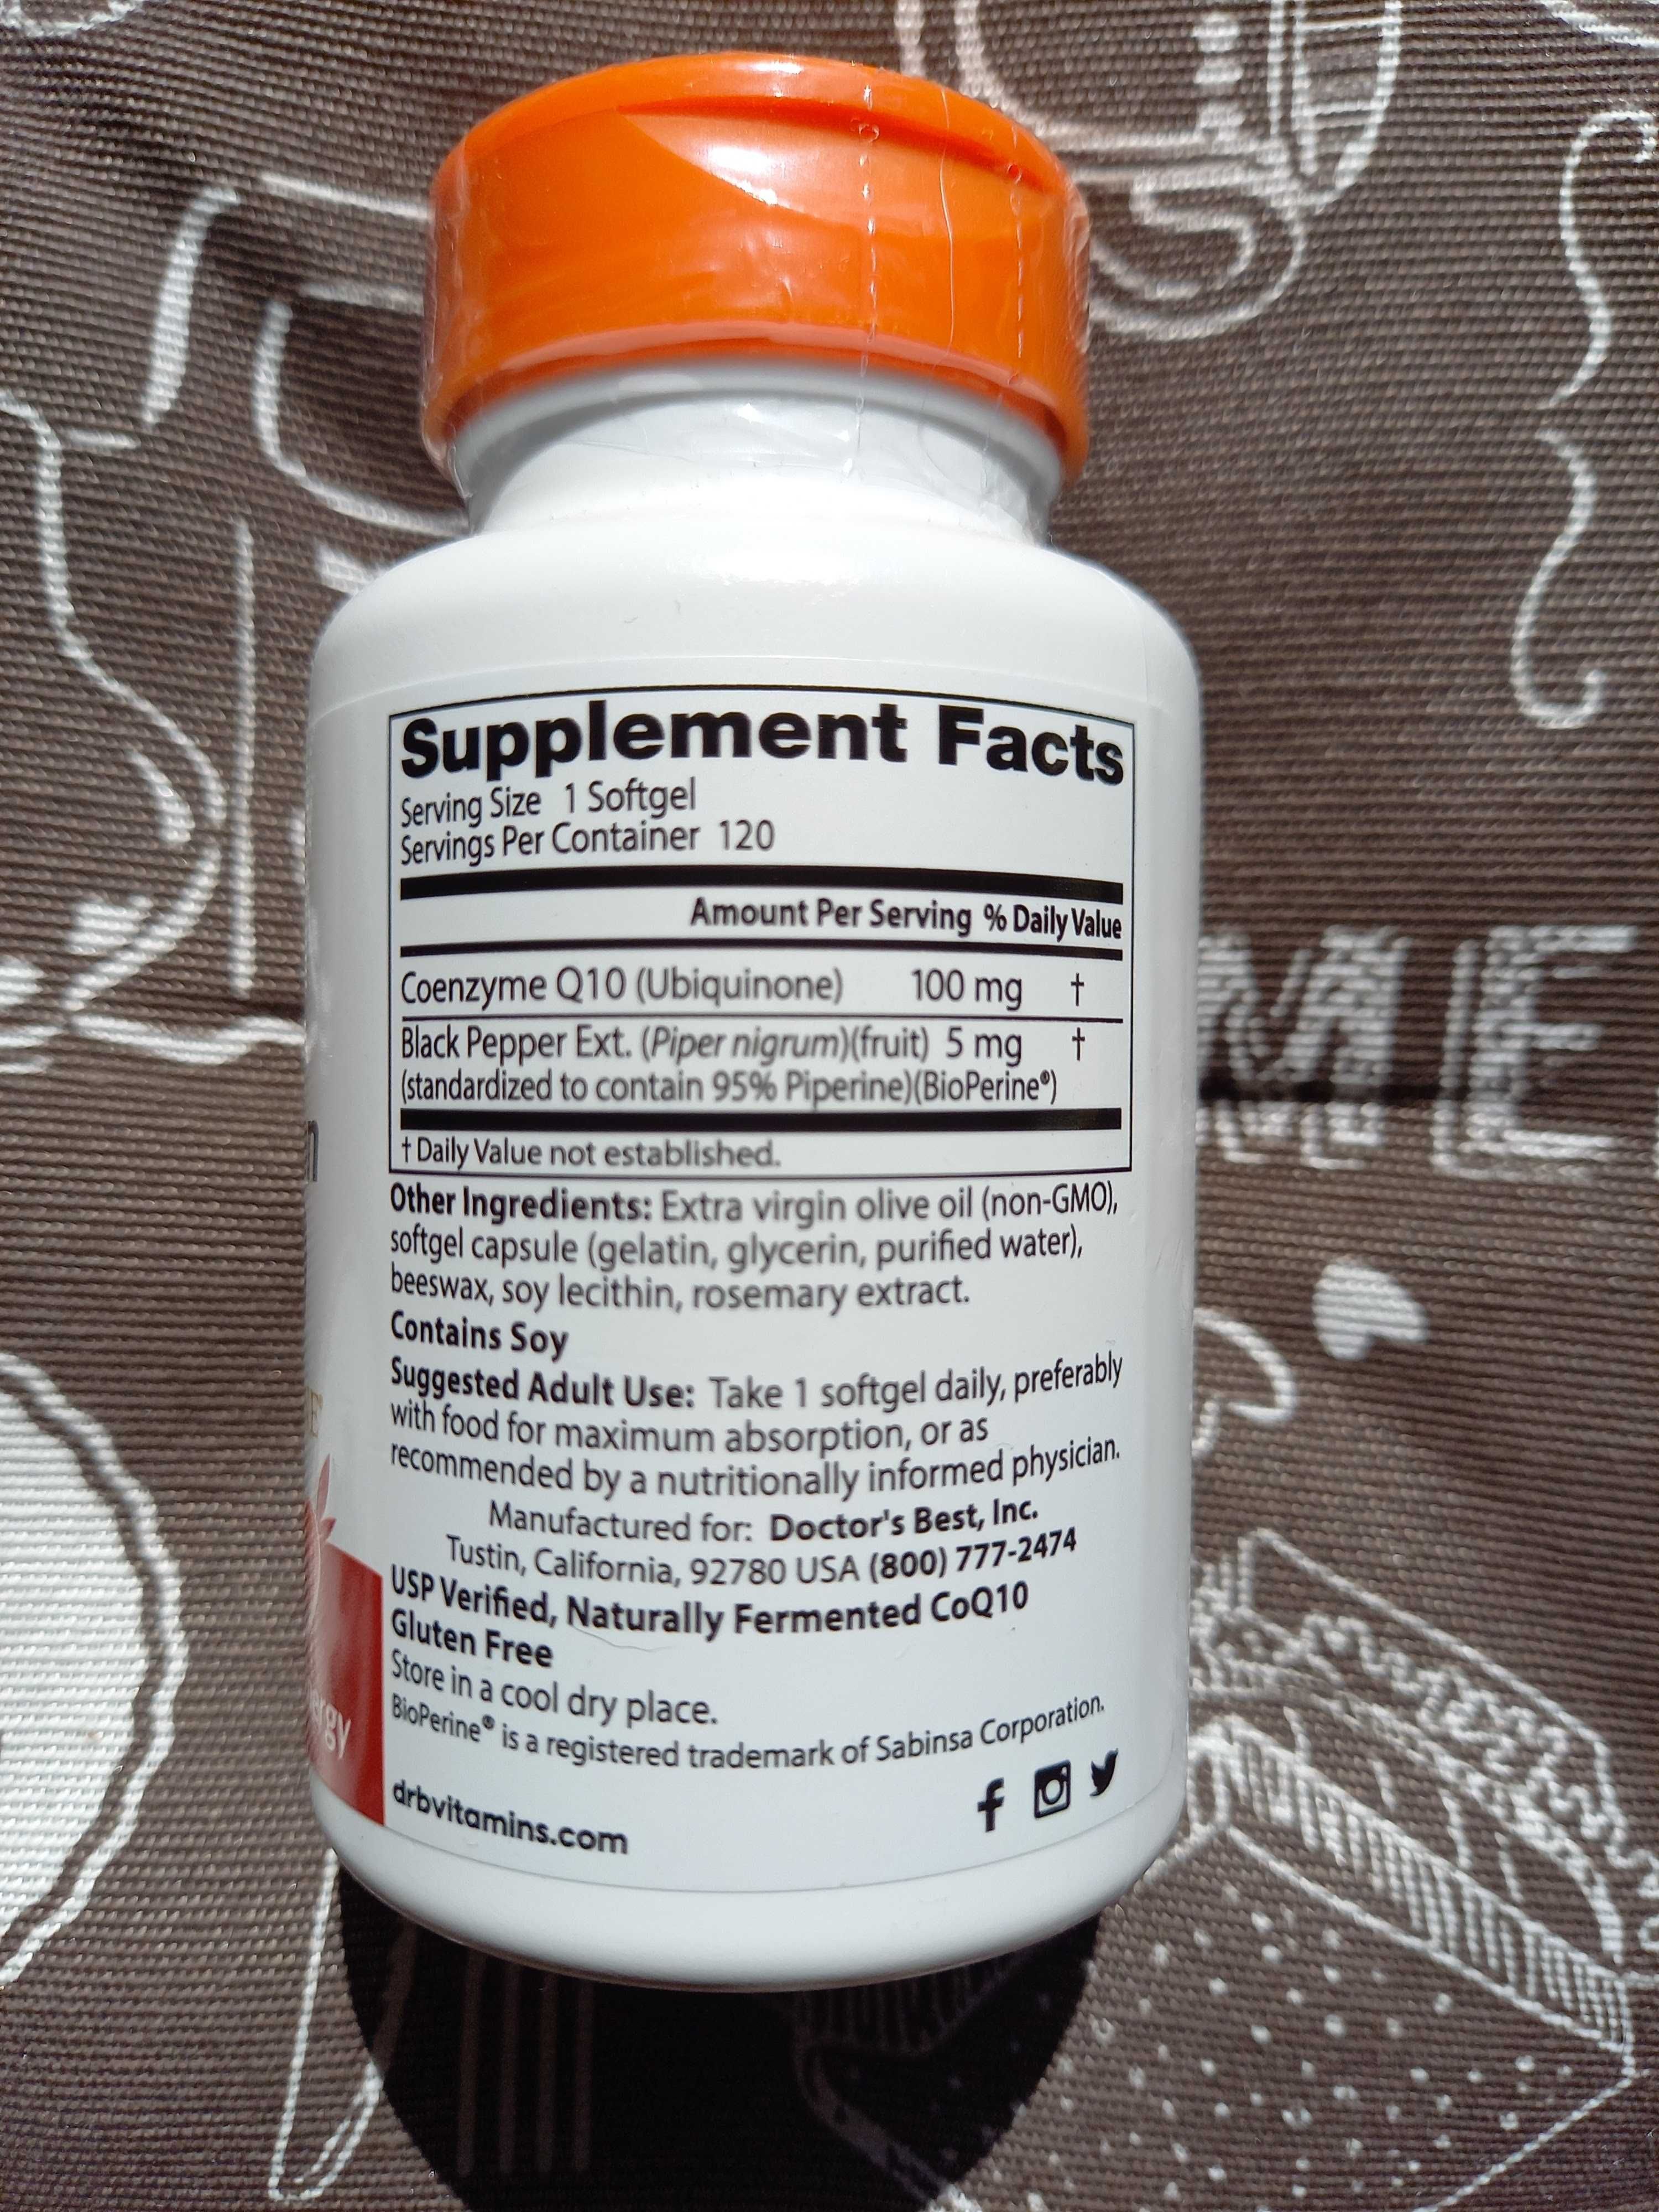 Supplement Facts
Serving Size 1 Softgel
Servings Per Container 120
Amount Per Serving % Daily Value
Coenzyme Q10 (Ubiquinone) 100 mg †
Black Pepper Ext. (Piper nigrum)(fruit) 5 mg †
(standardized to contain 95% Piperine)(BioPerine®)
† Daily Value not established.
Other Ingredients: Extra virgin olive oil (non-GMO),
softgel capsule (gelatin, glycerin, purified water),
beeswax, soy lecithin, rosemary extract.
Contains Soy
Suggested Adult Use: Take 1 softgel daily, preferably
with food for maximum absorption, or as
recommended by a nutritionally informed physician.
Manufactured for: Doctor's Best, Inc.
Tustin, California, 92780 USA (800) 777-2474
USP Verified, Naturally Fermented CoQ10
Gluten Free
Store in a cool dry place.
BioPerine® is a registered trademark of Sabinsa Corporation.
drbvitamins.com